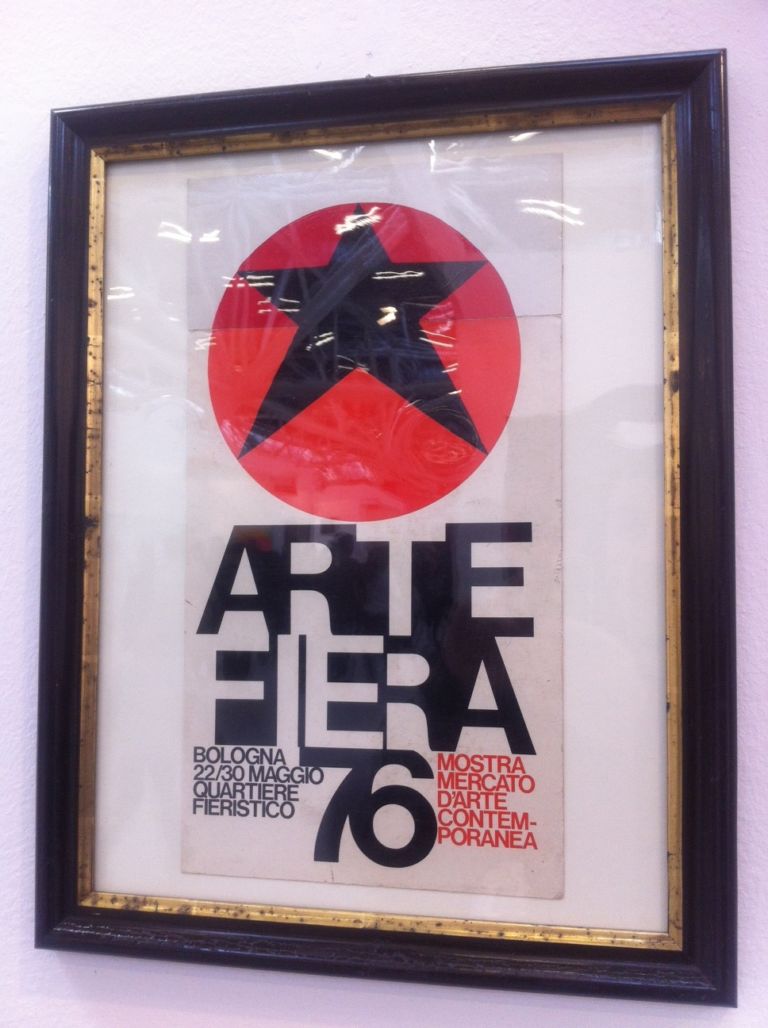 ARTE
FIERA
76
BOLOGNA
22/30 MAGGIO
QUARTIERE
FIERISTICO
MOSTRA
MERCATO
D'ARTE
CONTEM-
PORANEA